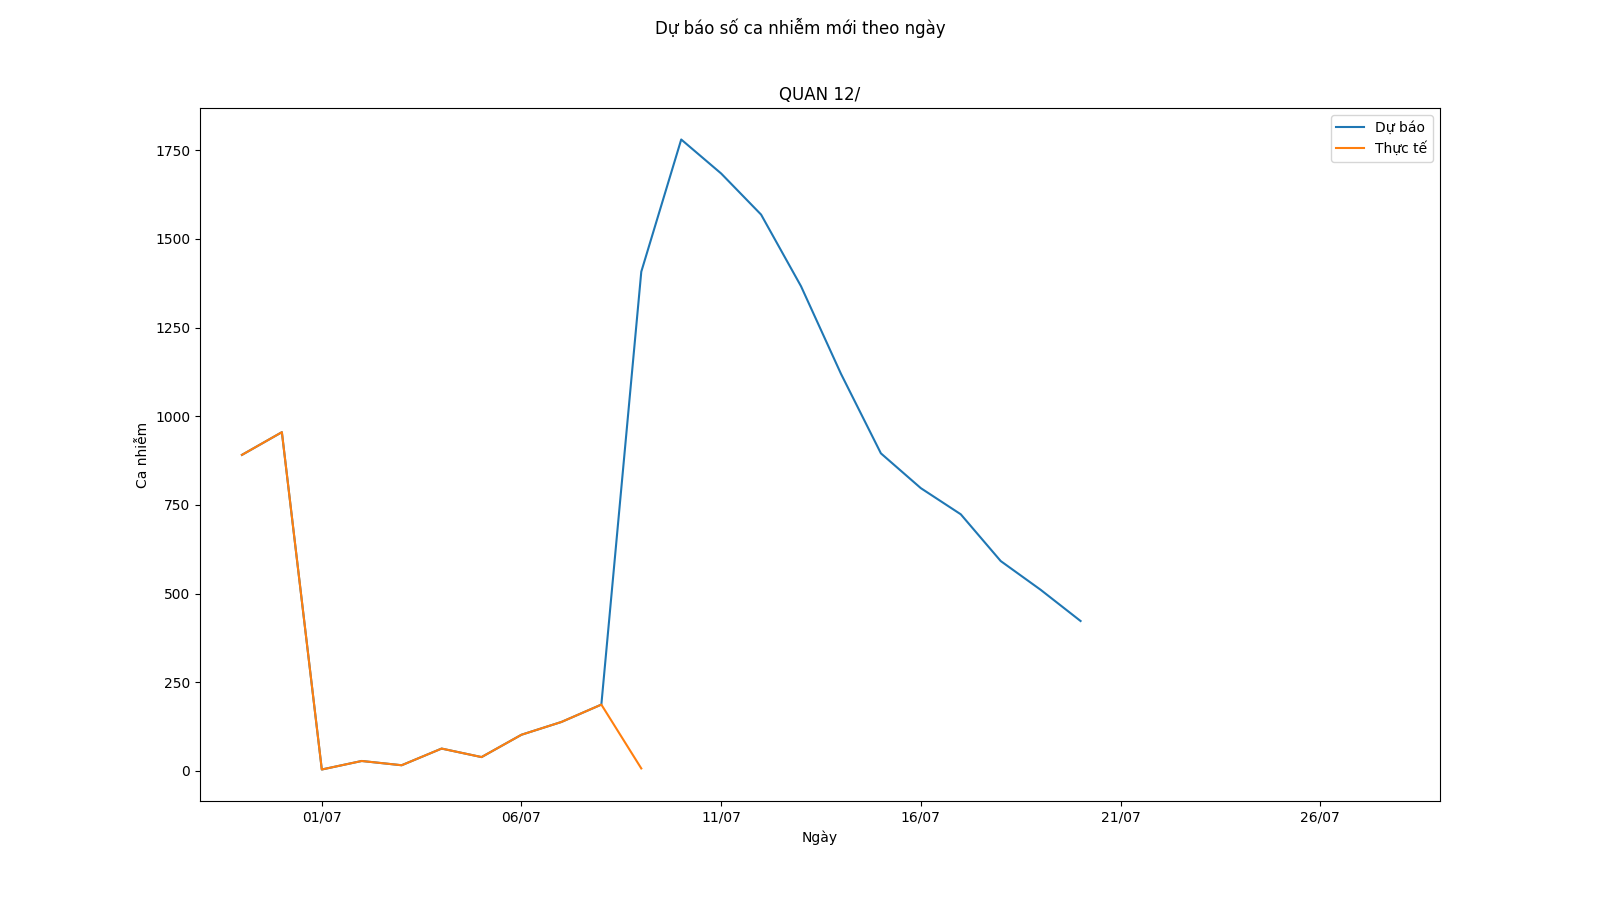 Dự báo số ca nhiễm mới theo ngày
QUAN 12/
Dự báo
Thực tế
1750
1500
1250
1000
750
500
250
0
Ca nhiễm
01/07
06/07
11/07
16/07
21/07
26/07
Ngày